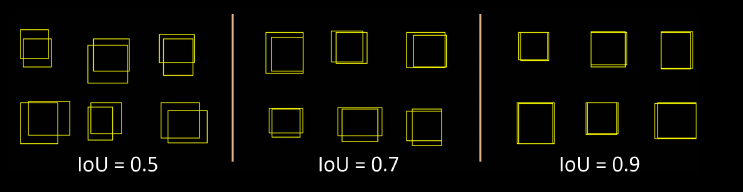 IoU = 0.5
IoU = 0.7
IoU = 0.9